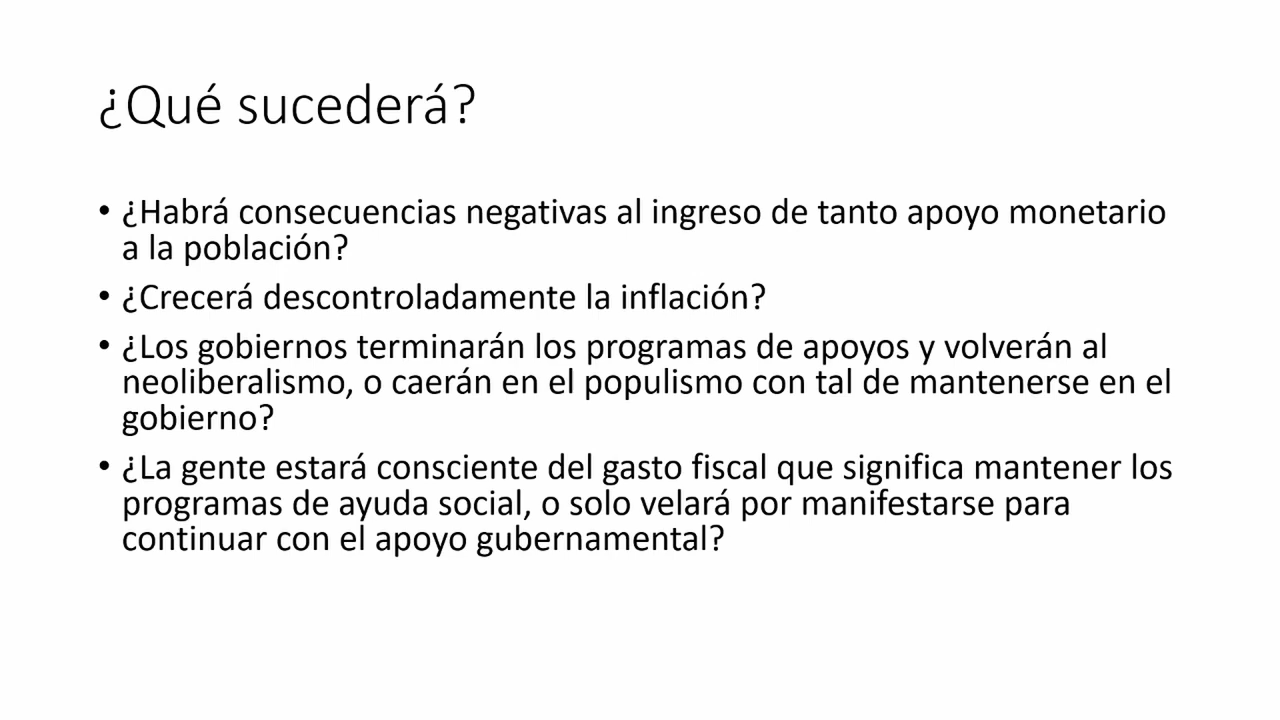 ¿Qué sucederá?
• ¿Habrá consecuencias negativas al ingreso de tanto apoyo monetario
a la población?
• ¿Crecerá descontroladamente la inflación?
• ¿Los gobiernos terminarán los programas de apoyos y volverán al
neoliberalismo, o caerán en el populismo con tal de mantenerse en el
gobierno?
• ¿La gente estará consciente del gasto fiscal que significa mantener los
programas de ayuda social, o solo velará por manifestarse para
continuar con el apoyo gubernamental?